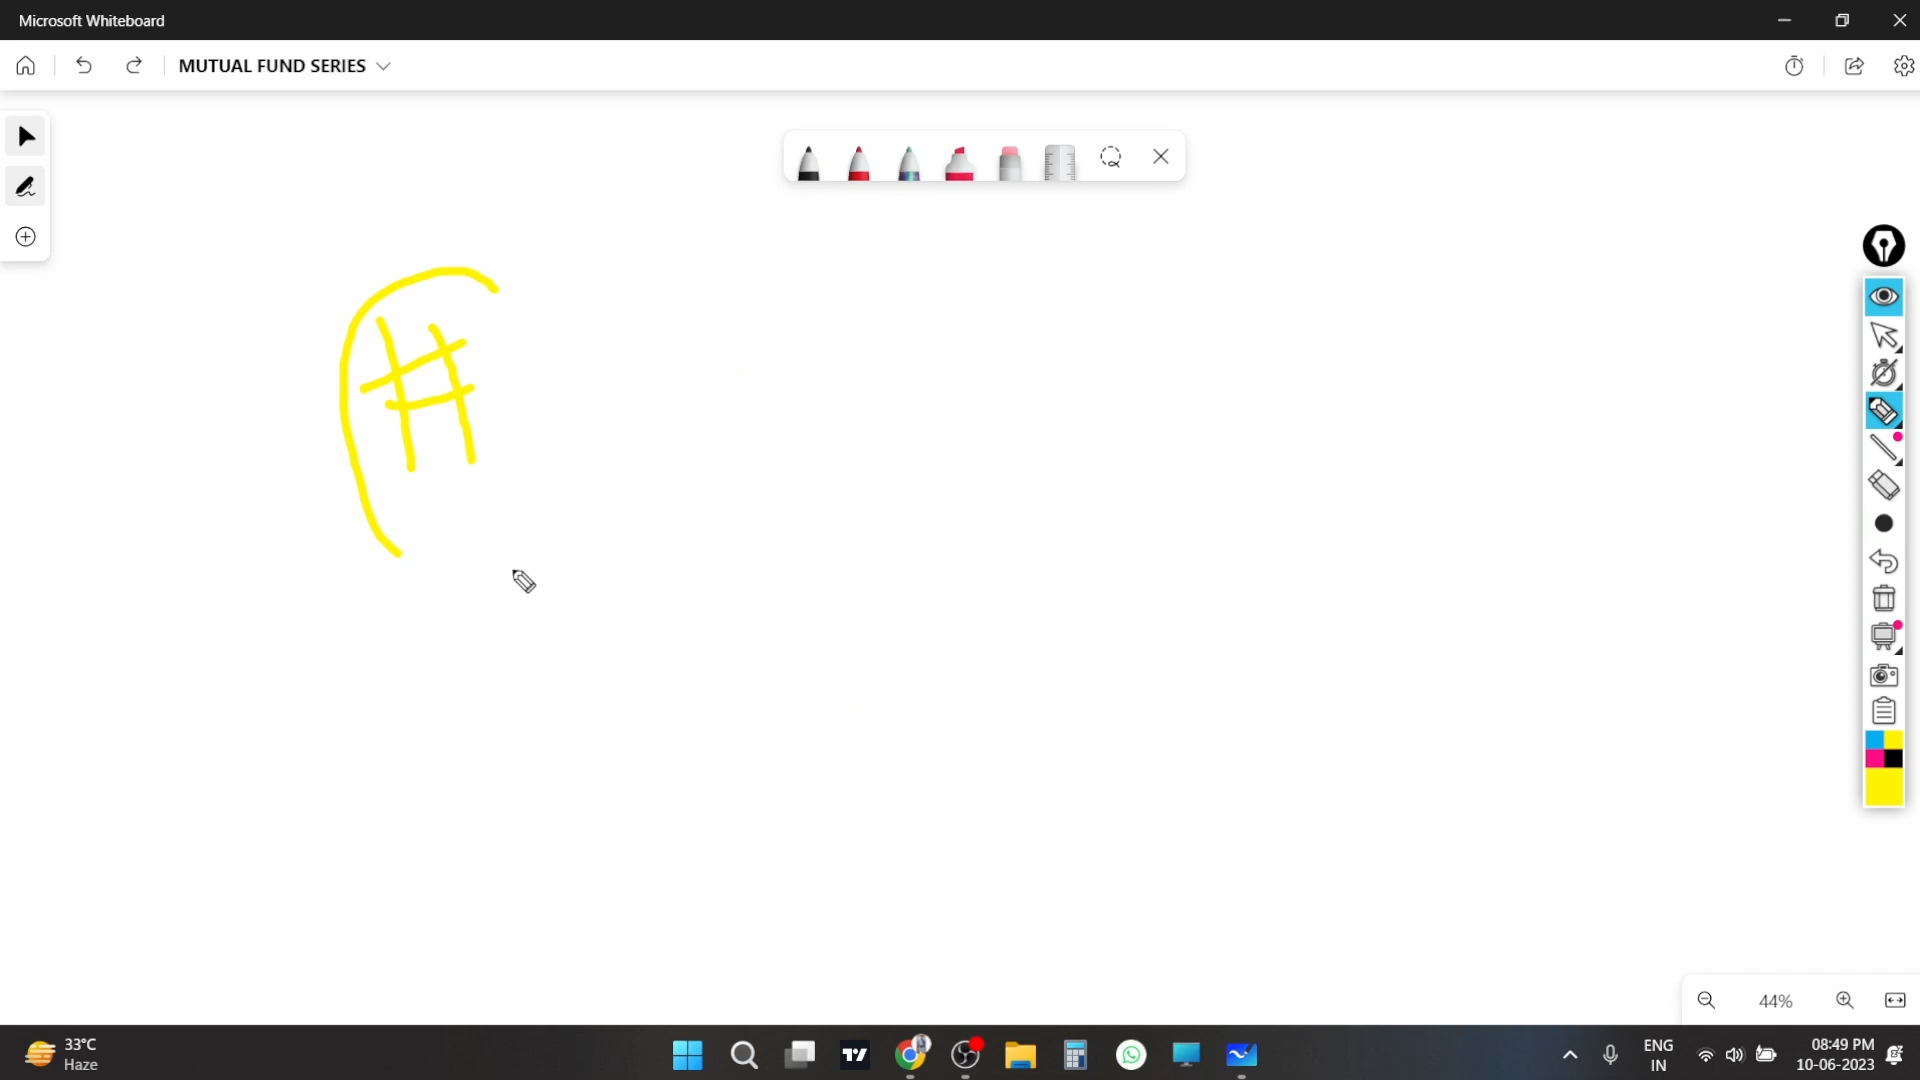 Microsoft Whiteboard
MUTUAL FUND SERIES
#
44%
33°C
Haze
ENG
IN
08:49 PM
10-06-2023